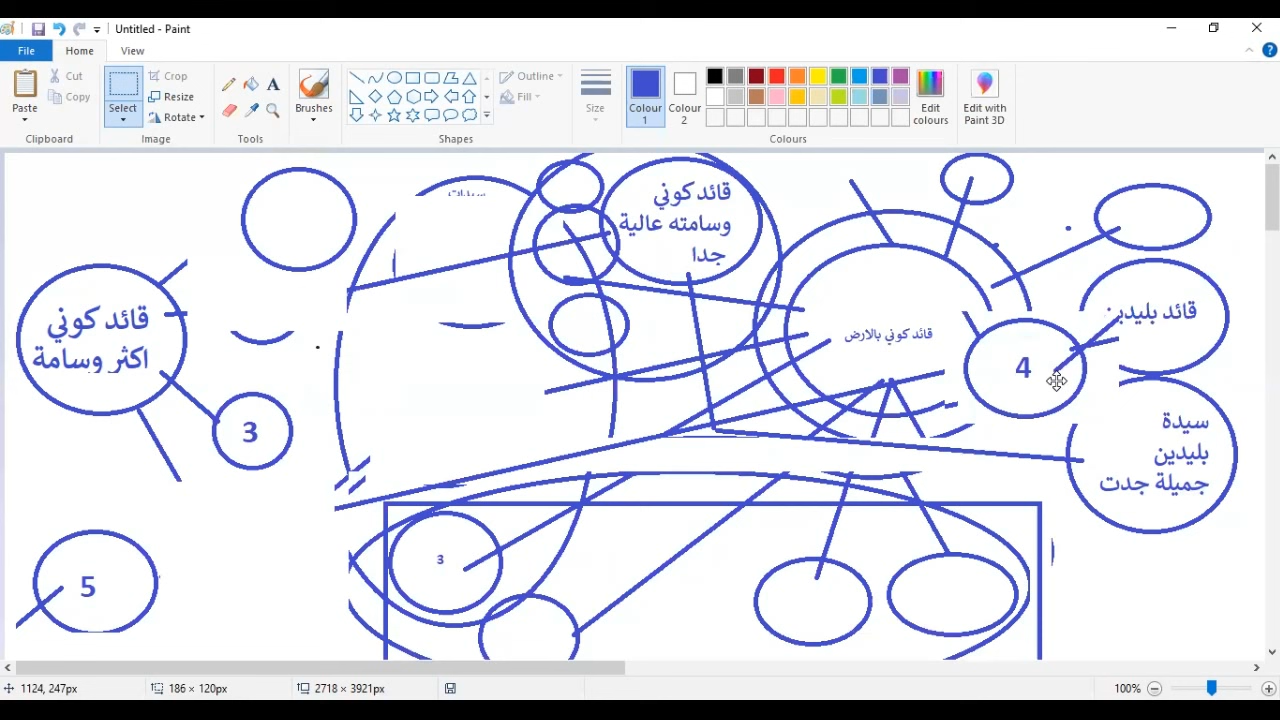 Untitled - Paint
File
Home
View
Paste
Cut
Copy
Clipboard
Select
Crop
Resize
Rotate
Image
Tools
Brushes
Shapes
Outline
Fill
Size
Colour 1
Colour 2
Edit colours
Colours
Edit with Paint 3D
سيدات
قائد كوني
وسامته عالية
جدا
قائد كوني
اكثر وسامة
3
قائد كوني بالارض
4
سيدة
بليدين
جميلة جدت
5
3
1124, 247px
186 × 120px
2718 × 3921px
100%